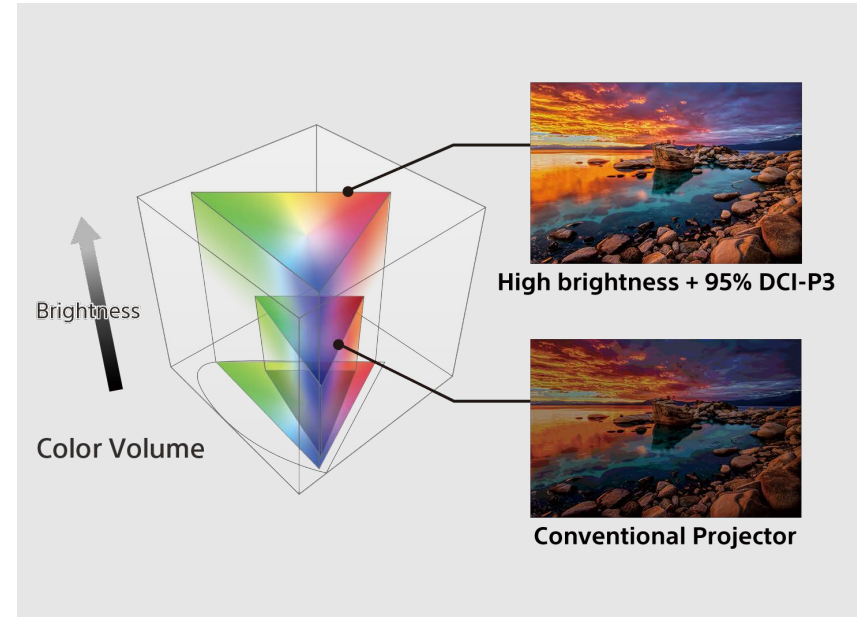 High brightness + 95% DCI-P3
Brightness
Color Volume
Conventional Projector